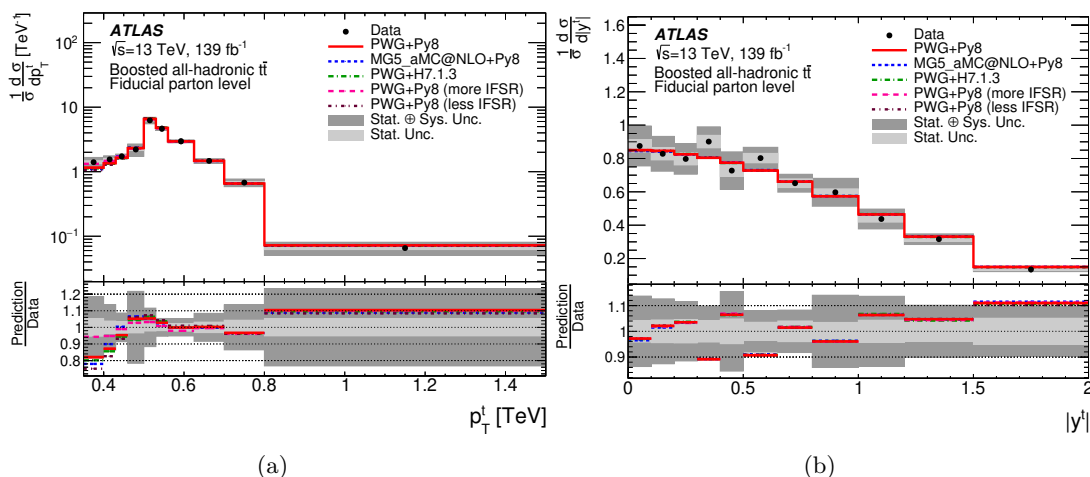 1/σ d σ/dp_T^t [TeV⁻¹]
10²
10
1
10⁻¹
ATLAS
√s=13 TeV, 139 fb⁻¹
Boosted all-hadronic tt̄
Fiducial parton level
Data
PWG+Py8
MG5_aMC@NLO+Py8
PWG+H7.1.3
PWG+Py8 (more IFSR)
PWG+Py8 (less IFSR)
Stat. ⊕ Sys. Unc.
Stat. Unc.
Prediction
Data
1.2
1.1
1
0.9
0.8
0.4 0.6 0.8 1 1.2 1.4
p_T^t [TeV]
(a)
1/σ d σ/d|y^t|
1.6
1.4
1.2
1
0.8
0.6
0.4
0.2
ATLAS
√s=13 TeV, 139 fb⁻¹
Boosted all-hadronic tt̄
Fiducial parton level
Data
PWG+Py8
MG5_aMC@NLO+Py8
PWG+H7.1.3
PWG+Py8 (more IFSR)
PWG+Py8 (less IFSR)
Stat. ⊕ Sys. Unc.
Stat. Unc.
Prediction
Data
1.1
1
0.9
0 0.5 1 1.5 2
|y^t|
(b)